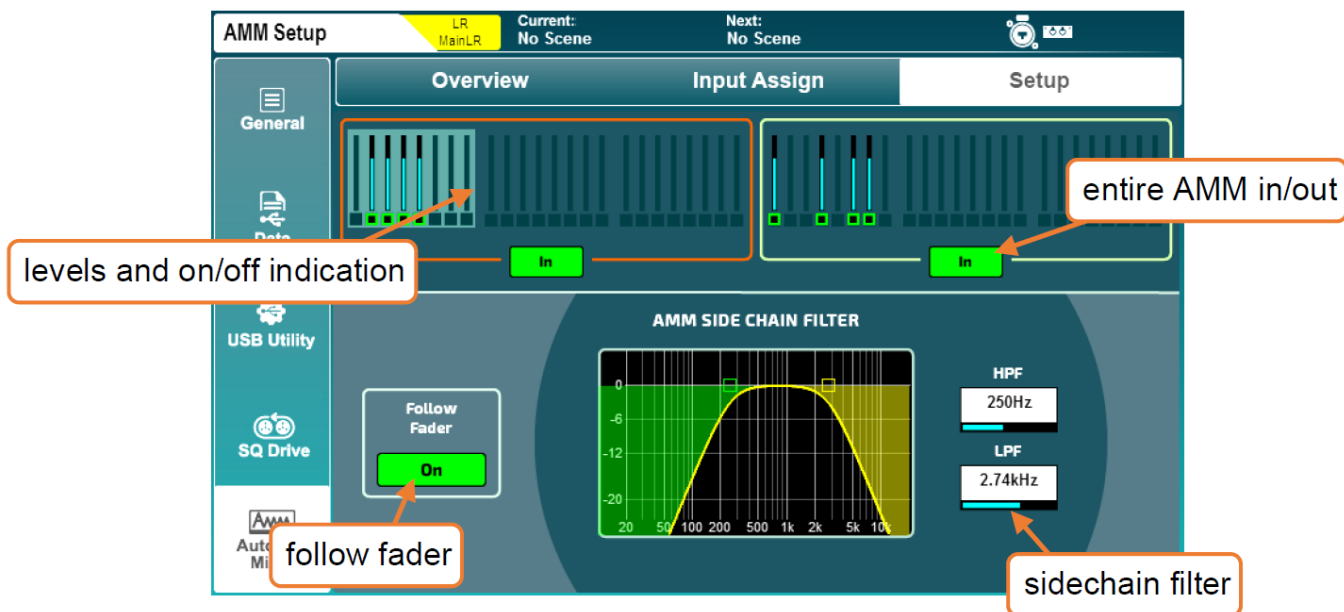 AMM Setup
LR
MainLR
Current:
No Scene
Next:
No Scene
Overview
Input Assign
Setup
General
Data
USB Utility
SQ Drive
AMM
levels and on/off indication
entire AMM in/out
In
In
AMM SIDE CHAIN FILTER
Follow
Fader
On
0
-6
-12
-20
20 50 100 200 500 1k 2k 5k 10k
HPF
250Hz
LPF
2.74kHz
follow fader
sidechain filter